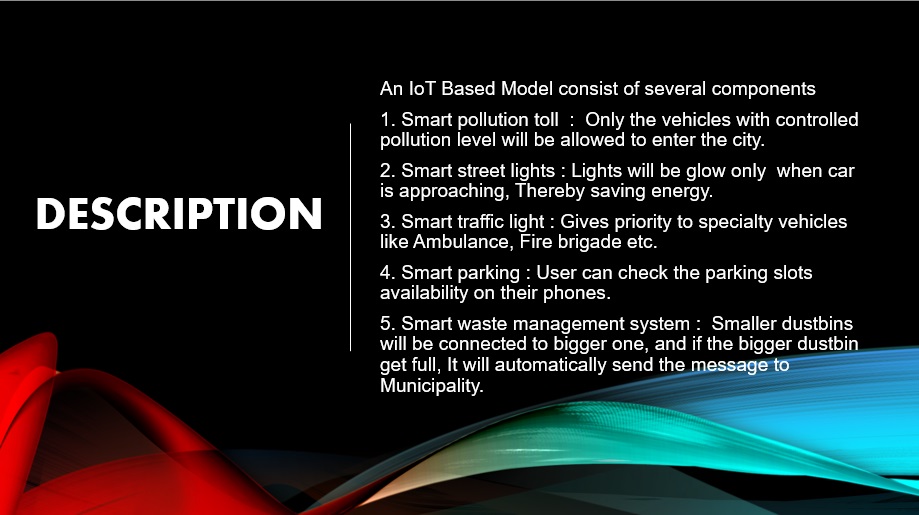 DESCRIPTION
An IoT Based Model consist of several components
1. Smart pollution toll  :  Only the vehicles with controlled
pollution level will be allowed to enter the city.
2. Smart street lights : Lights will be glow only  when car
is approaching, Thereby saving energy.
3. Smart traffic light : Gives priority to specialty vehicles
like Ambulance, Fire brigade etc.
4. Smart parking : User can check the parking slots
availability on their phones.
5. Smart waste management system :  Smaller dustbins
will be connected to bigger one, and if the bigger dustbin
get full, It will automatically send the message to
Municipality.